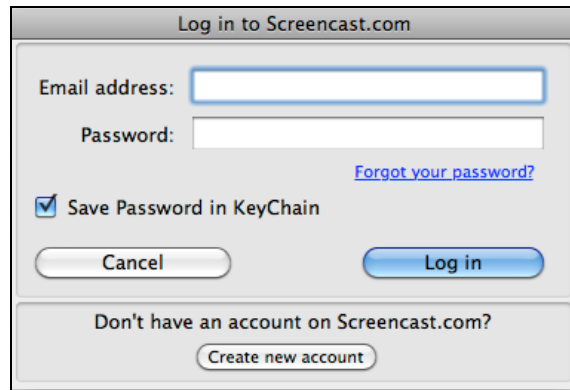 Log in to Screencast.com
Email address:
Password:
Forgot your password?
Save Password in KeyChain
Cancel Log in
Don't have an account on Screencast.com?
Create new account